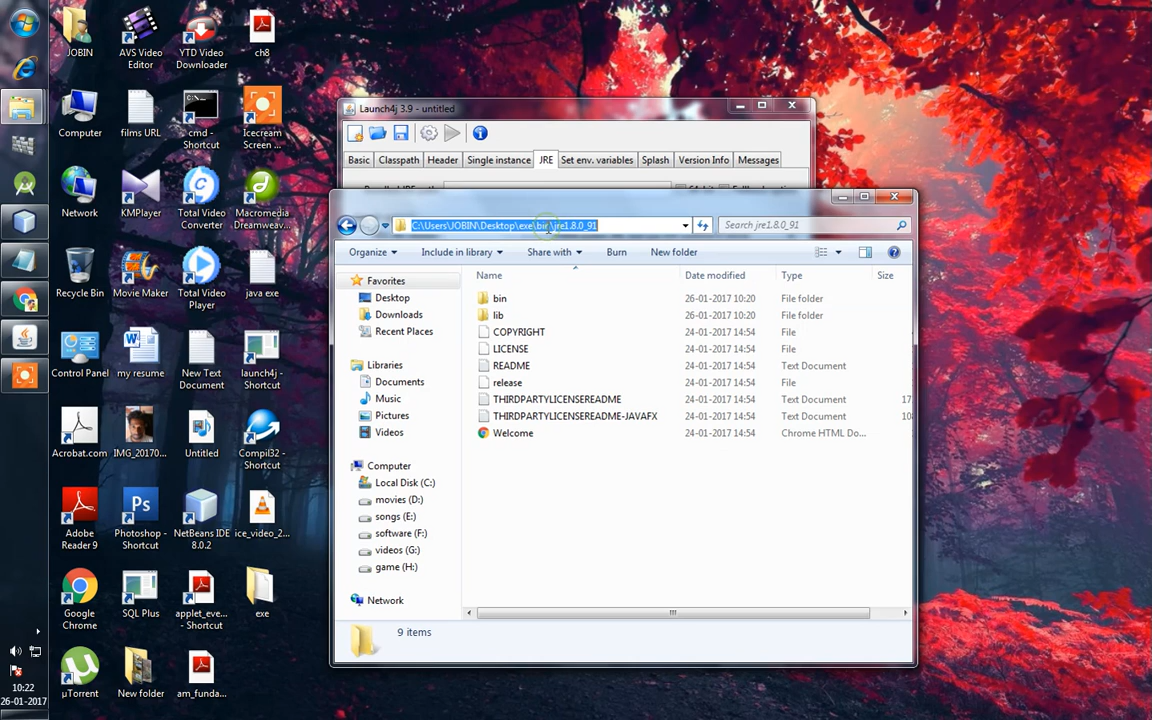 JOBIN
AVS Video
Editor
YTD Video
Downloader
ch8
Computer
films URL
cmd -
Shortcut
Icecream
Screen ...
Network
KMPlayer
Total Video
Converter
Macromedia
Dreamweav...
Recycle Bin
Movie Maker
Total Video
Player
java exe
Control Panel
my resume
New Text
Document
launch4j -
Shortcut
Acrobat.com
IMG_20170...
Untitled
Compil32 -
Shortcut
Adobe
Reader 9
Photoshop -
Shortcut
NetBeans IDE
8.0.2
ice_video_2...
Google
Chrome
SQL Plus
applet_eve...
- Shortcut
exe
µTorrent
New folder
am_funda...
10:22
26-01-2017
Launch4j 3.9 - untitled
Basic Classpath Header Single instance JRE Set env. variables Splash Version Info Messages
C:\Users\JOBIN\Desktop\exe\bin\jre1.8.0_91
Search jre1.8.0_91
Organize Include in library Share with Burn New folder
Favorites
Desktop
Downloads
Recent Places
Libraries
Documents
Music
Pictures
Videos
Computer
Local Disk (C:)
movies (D:)
songs (E:)
software (F:)
videos (G:)
game (H:)
Network
Name Date modified Type Size
bin 26-01-2017 10:20 File folder
lib 26-01-2017 10:20 File folder
COPYRIGHT 24-01-2017 14:54 File
LICENSE 24-01-2017 14:54 File
README 24-01-2017 14:54 Text Document
release 24-01-2017 14:54 File
THIRDPARTYLICENSEREADME 24-01-2017 14:54 Text Document 17
THIRDPARTYLICENSEREADME-JAVAFX 24-01-2017 14:54 Text Document 10
Welcome 24-01-2017 14:54 Chrome HTML Do...
9 items